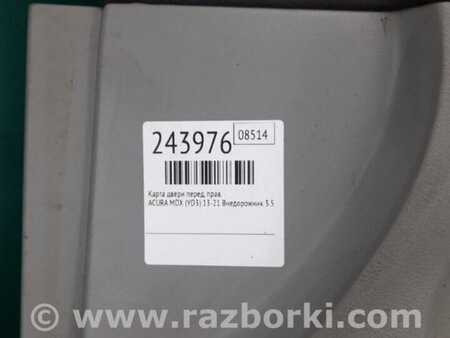 243976 08514
Карта двери перед. прав.
ACURA MDX (YD3) 13-21 Внедорожник 3.5
© www.razborki.com